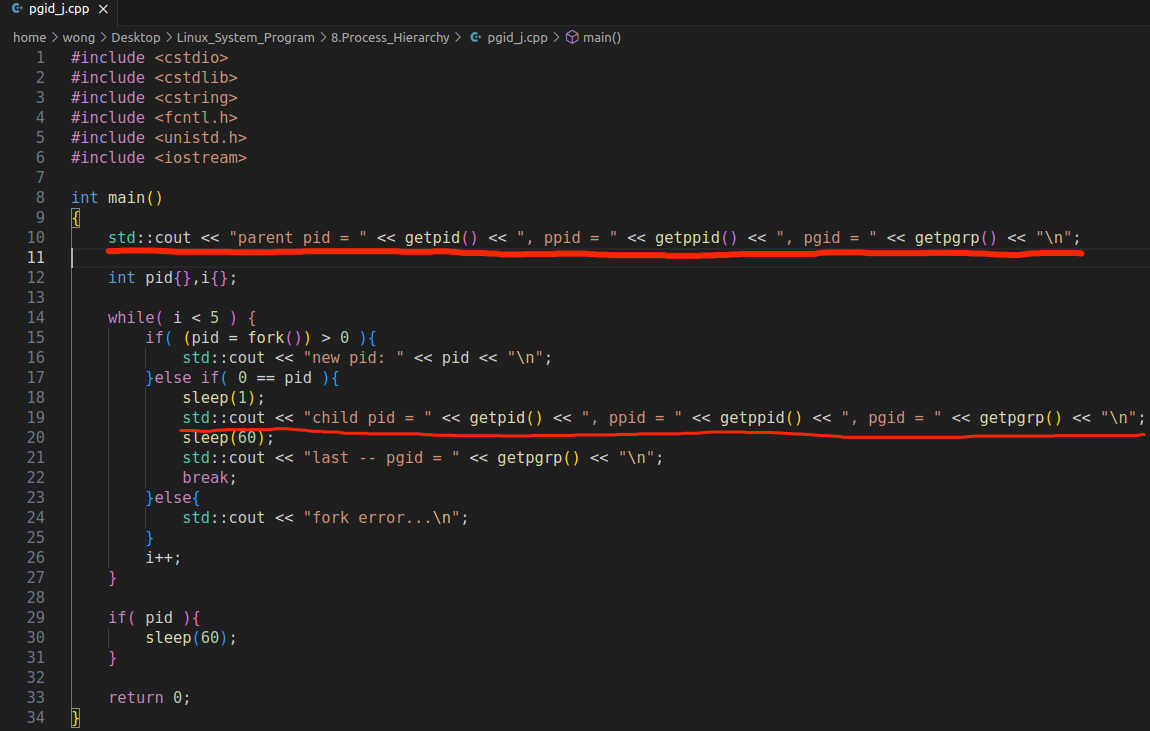 pgid_j.cpp ×
home > wong > Desktop > Linux_System_Program > 8.Process_Hierarchy > pgid_j.cpp > main()
1 #include <cstdio>
2 #include <cstdlib>
3 #include <cstring>
4 #include <fcntl.h>
5 #include <unistd.h>
6 #include <iostream>
7
8 int main()
9 {
10     std::cout << "parent pid = " << getpid() << ", ppid = " << getppid() << ", pgid = " << getpgrp() << "\n";
11
12     int pid{},i{};
13
14     while( i < 5 ) {
15         if( (pid = fork()) > 0 ){
16             std::cout << "new pid: " << pid << "\n";
17         }else if( 0 == pid ){
18             sleep(1);
19             std::cout << "child pid = " << getpid() << ", ppid = " << getppid() << ", pgid = " << getpgrp() << "\n";
20             sleep(60);
21             std::cout << "last -- pgid = " << getpgrp() << "\n";
22             break;
23         }else{
24             std::cout << "fork error...\n";
25         }
26         i++;
27     }
28
29     if( pid ){
30         sleep(60);
31     }
32
33     return 0;
34 }